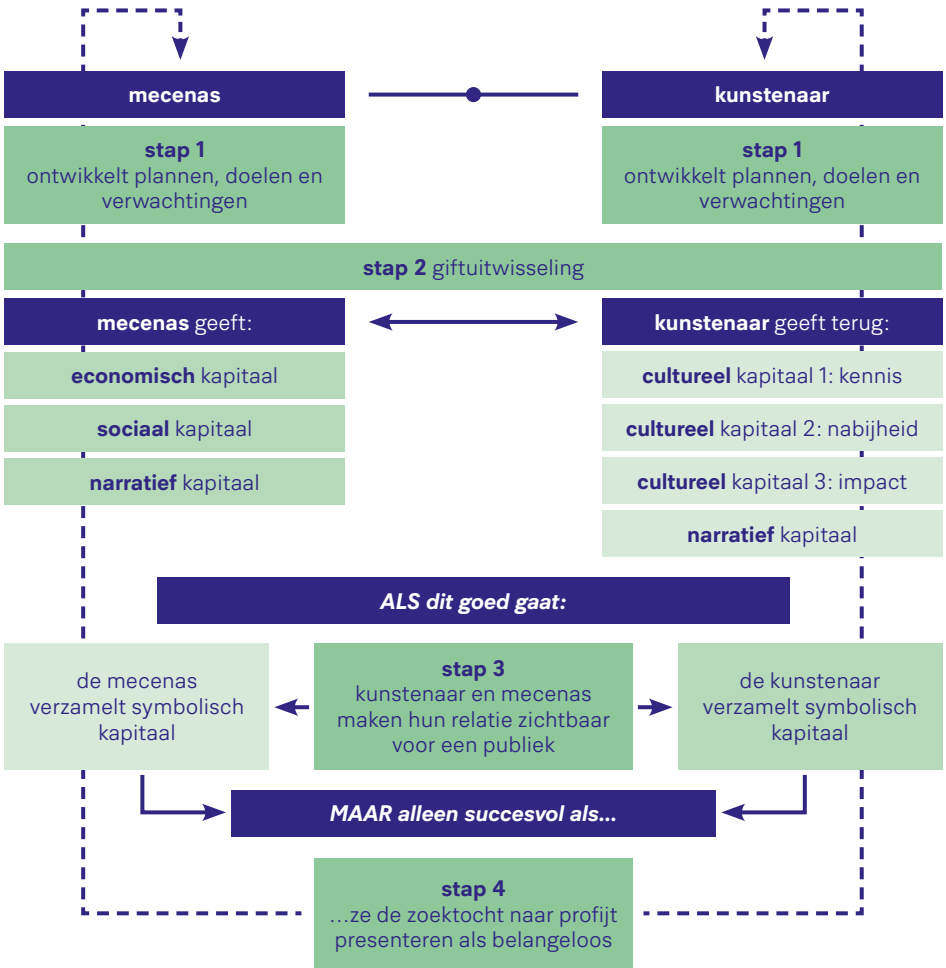 mecenas
kunstenaar
stap 1
ontwikkelt plannen, doelen en
verwachtingen
stap 1
ontwikkelt plannen, doelen en
verwachtingen
stap 2 giftuitwisseling
mecenas geeft:
economisch kapitaal
sociaal kapitaal
narratief kapitaal
kunstenaar geeft terug:
cultureel kapitaal 1: kennis
cultureel kapitaal 2: nabijheid
cultureel kapitaal 3: impact
narratief kapitaal
ALS dit goed gaat:
de mecenas
verzamelt symbolisch
kapitaal
stap 3
kunstenaar en mecenas
maken hun relatie zichtbaar
voor een publiek
de kunstenaar
verzamelt symbolisch
kapitaal
MAAR alleen succesvol als...
stap 4
...ze de zoektocht naar profijt
presenteren als belangeloos